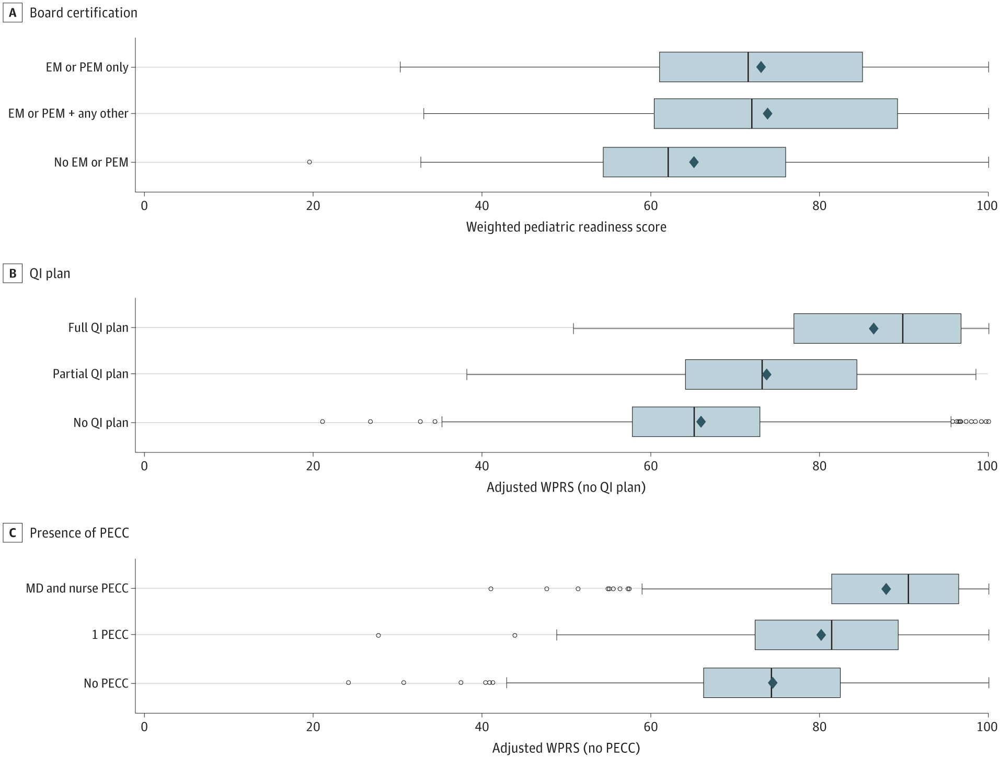 A Board certification
EM or PEM only
EM or PEM + any other
No EM or PEM
0 20 40 60 80 100
Weighted pediatric readiness score
B QI plan
Full QI plan
Partial QI plan
No QI plan
0 20 40 60 80 100
Adjusted WPRS (no QI plan)
C Presence of PECC
MD and nurse PECC
1 PECC
No PECC
0 20 40 60 80 100
Adjusted WPRS (no PECC)